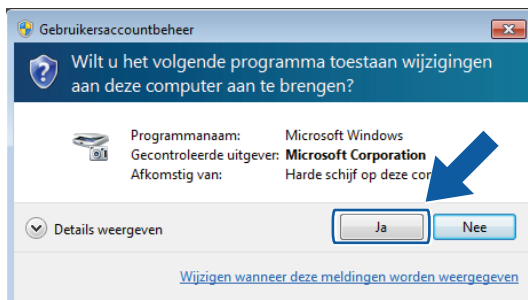 Gebruikersaccountbeheer
Wilt u het volgende programma toestaan wijzigingen
aan deze computer aan te brengen?
Programmanaam: Microsoft Windows
Gecontroleerde uitgever: Microsoft Corporation
Afkomstig van: Harde schijf op deze
Details weergeven
Ja
Nee
Wijzigen wanneer deze meldingen worden weergegeven